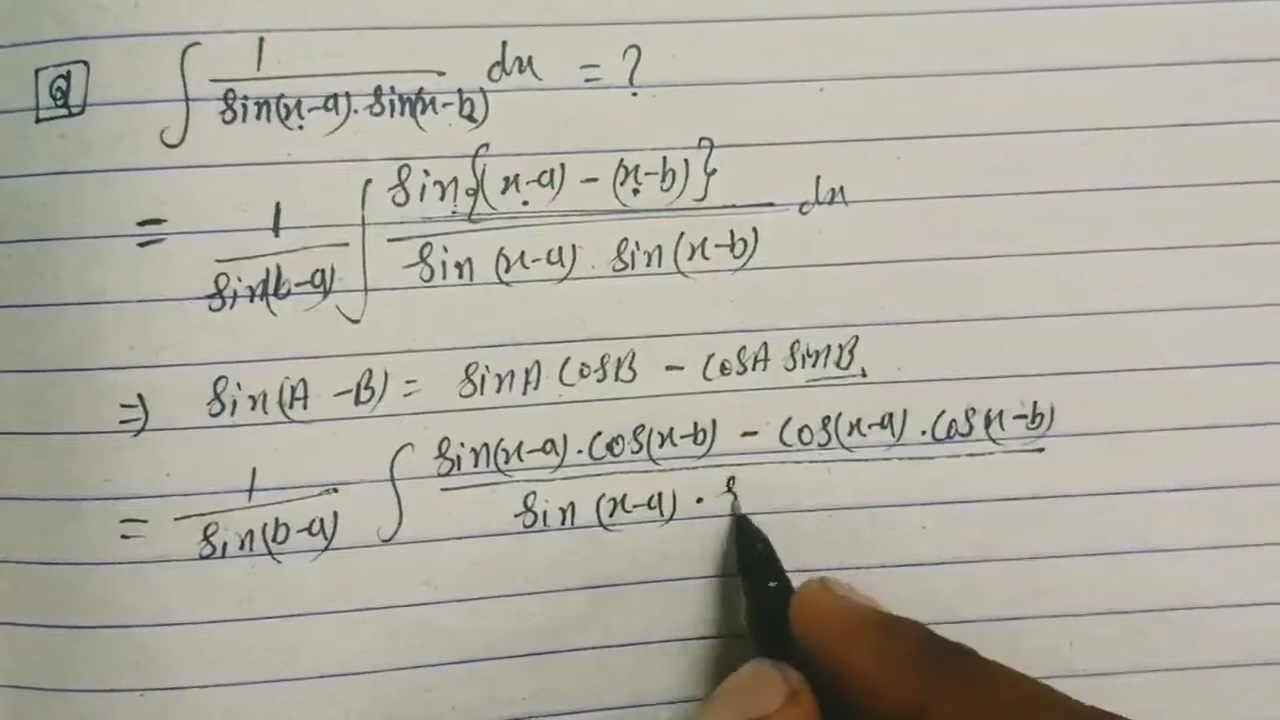 Q ∫ 1/(sin(x-a).sin(x-b)) dx = ?
= 1/sin(b-a) ∫ sin{(x-a) - (x-b)}/(sin (x-a) . sin (x-b)) dx
⇒ sin(A - B) = sinA cosB - cosA sinB.
= 1/sin(b-a) ∫ (sin(x-a).cos(x-b) - cos(x-a).cos(x-b))/(sin (x-a) . s